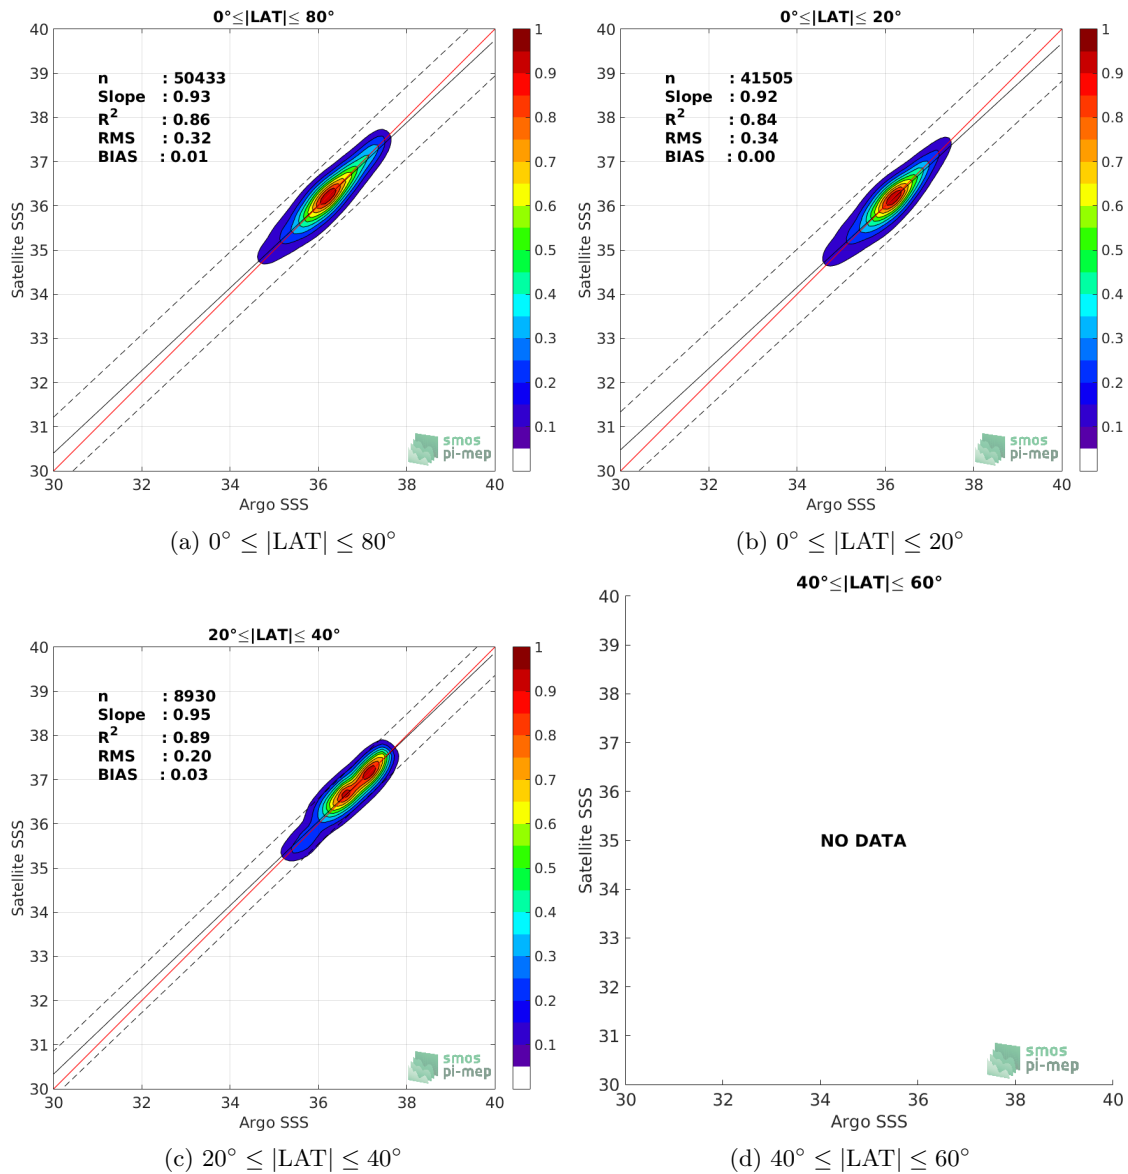 0°≤|LAT|≤ 80°
40
39
38
37
36
35
34
33
32
31
30
Satellite SSS
n : 50433
Slope : 0.93
R2 : 0.86
RMS : 0.32
BIAS : 0.01
smos
pi-mep
30 32 34 36 38 40
Argo SSS
1
0.9
0.8
0.7
0.6
0.5
0.4
0.3
0.2
0.1
(a) 0° ≤ |LAT| ≤ 80°
0°≤|LAT|≤ 20°
40
39
38
37
36
35
34
33
32
31
30
Satellite SSS
n : 41505
Slope : 0.92
R2 : 0.84
RMS : 0.34
BIAS : 0.00
smos
pi-mep
30 32 34 36 38 40
Argo SSS
1
0.9
0.8
0.7
0.6
0.5
0.4
0.3
0.2
0.1
(b) 0° ≤ |LAT| ≤ 20°
20°≤|LAT|≤ 40°
40
39
38
37
36
35
34
33
32
31
30
Satellite SSS
n : 8930
Slope : 0.95
R2 : 0.89
RMS : 0.20
BIAS : 0.03
smos
pi-mep
30 32 34 36 38 40
Argo SSS
1
0.9
0.8
0.7
0.6
0.5
0.4
0.3
0.2
0.1
(c) 20° ≤ |LAT| ≤ 40°
40°≤|LAT|≤ 60°
40
39
38
37
36
35
34
33
32
31
30
Satellite SSS
NO DATA
smos
pi-mep
30 32 34 36 38 40
Argo SSS
(d) 40° ≤ |LAT| ≤ 60°